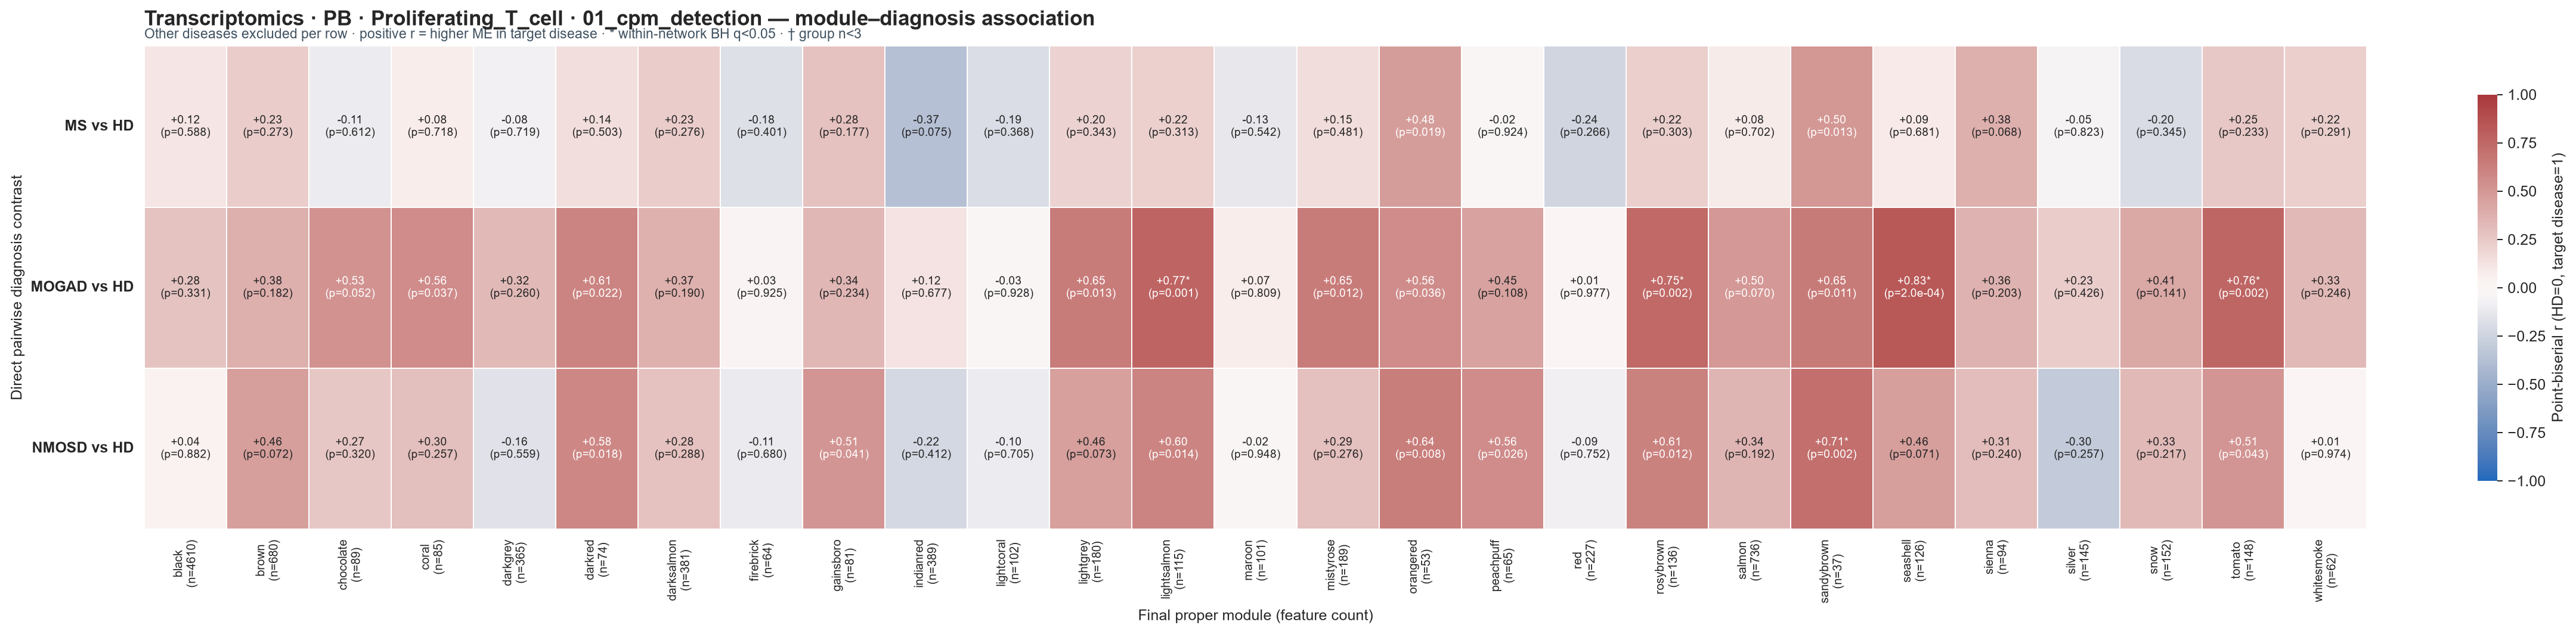 Transcriptomics · PB · Proliferating_T_cell · 01_cpm_detection — module–diagnosis association
Other diseases excluded per row · positive r = higher ME in target disease · * within-network BH q<0.05 · † group n<3
Direct pairwise diagnosis contrast
MS vs HD
+0.12 +0.23 -0.11 +0.08 -0.08 +0.14 +0.23 -0.18 +0.28 -0.37 -0.19 +0.20 +0.22 -0.13 +0.15 +0.48 -0.02 -0.24 +0.22 +0.08 +0.50 +0.09 +0.38 -0.05 -0.20 +0.25 +0.22
(p=0.588) (p=0.273) (p=0.612) (p=0.718) (p=0.719) (p=0.503) (p=0.276) (p=0.401) (p=0.177) (p=0.075) (p=0.368) (p=0.343) (p=0.313) (p=0.542) (p=0.481) (p=0.019) (p=0.924) (p=0.266) (p=0.303) (p=0.702) (p=0.013) (p=0.681) (p=0.068) (p=0.823) (p=0.345) (p=0.233) (p=0.291)
MOGAD vs HD
+0.28 +0.38 +0.53 +0.56 +0.32 +0.61 +0.37 +0.03 +0.34 +0.12 -0.03 +0.65 +0.77* +0.07 +0.65 +0.56 +0.45 +0.01 +0.75* +0.50 +0.65 +0.83* +0.36 +0.23 +0.41 +0.76* +0.33
(p=0.331) (p=0.182) (p=0.052) (p=0.037) (p=0.260) (p=0.022) (p=0.190) (p=0.925) (p=0.234) (p=0.677) (p=0.928) (p=0.013) (p=0.001) (p=0.809) (p=0.012) (p=0.036) (p=0.108) (p=0.977) (p=0.002) (p=0.070) (p=0.011) (p=2.0e-04) (p=0.203) (p=0.426) (p=0.141) (p=0.002) (p=0.246)
NMOSD vs HD
+0.04 +0.46 +0.27 +0.30 -0.16 +0.58 +0.28 -0.11 +0.51 -0.22 -0.10 +0.46 +0.60 -0.02 +0.29 +0.64 +0.56 -0.09 +0.61 +0.34 +0.71* +0.46 +0.31 -0.30 +0.33 +0.51 +0.01
(p=0.882) (p=0.072) (p=0.320) (p=0.257) (p=0.559) (p=0.018) (p=0.288) (p=0.680) (p=0.041) (p=0.412) (p=0.705) (p=0.073) (p=0.014) (p=0.948) (p=0.276) (p=0.008) (p=0.026) (p=0.752) (p=0.012) (p=0.192) (p=0.002) (p=0.071) (p=0.240) (p=0.257) (p=0.217) (p=0.043) (p=0.974)
black
(n=4610)
brown
(n=680)
chocolate
(n=89)
coral
(n=85)
darkgrey
(n=365)
darkred
(n=74)
darksalmon
(n=381)
firebrick
(n=64)
gainsboro
(n=81)
indianred
(n=389)
lightcoral
(n=102)
lightgrey
(n=180)
lightsalmon
(n=115)
maroon
(n=101)
mistyrose
(n=189)
orangered
(n=53)
peachpuff
(n=65)
red
(n=227)
rosybrown
(n=136)
salmon
(n=736)
sandybrown
(n=37)
seashell
(n=126)
sienna
(n=94)
silver
(n=145)
snow
(n=152)
tomato
(n=148)
whitesmoke
(n=62)
Final proper module (feature count)
1.00
0.75
0.50
0.25
0.00
−0.25
−0.50
−0.75
−1.00
Point-biserial r (HD=0, target disease=1)